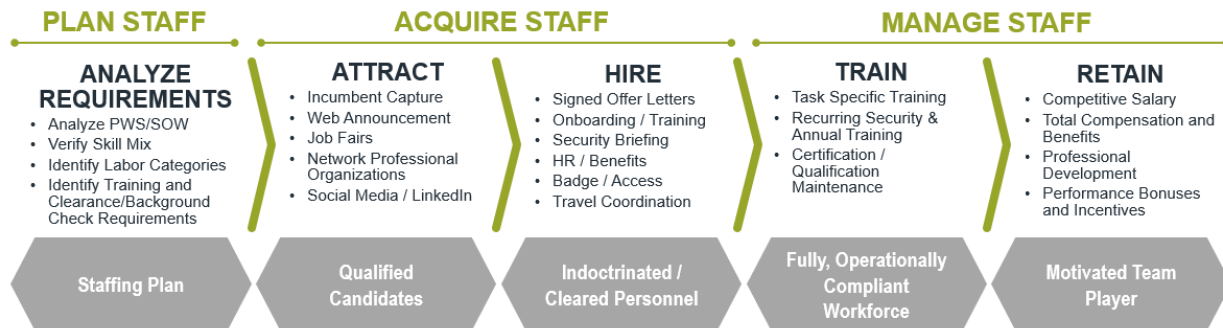 PLAN STAFF
ACQUIRE STAFF
MANAGE STAFF
ANALYZE
REQUIREMENTS
• Analyze PWS/SOW
• Verify Skill Mix
• Identify Labor Categories
• Identify Training and
Clearance/Background
Check Requirements
Staffing Plan
ATTRACT
• Incumbent Capture
• Web Announcement
• Job Fairs
• Network Professional
Organizations
• Social Media / LinkedIn
Qualified
Candidates
HIRE
• Signed Offer Letters
• Onboarding / Training
• Security Briefing
• HR / Benefits
• Badge / Access
• Travel Coordination
Indoctrinated /
Cleared Personnel
TRAIN
• Task Specific Training
• Recurring Security &
Annual Training
• Certification /
Qualification
Maintenance
Fully, Operationally
Compliant
Workforce
RETAIN
• Competitive Salary
• Total Compensation and
Benefits
• Professional
Development
• Performance Bonuses
and Incentives
Motivated Team
Player